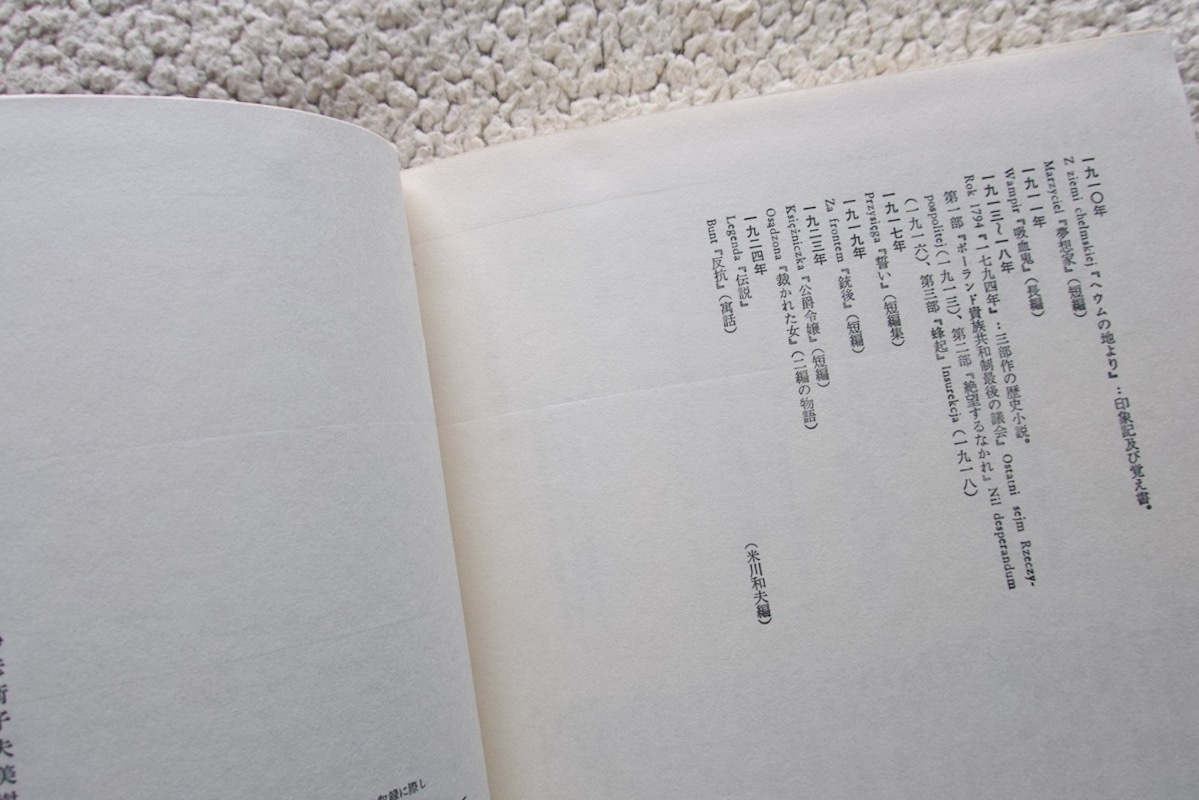 一九一〇年
Z ziemi chełmskiej『ヘウムの地より』：印象記及び覚え書。
Marzyciel『夢想家』（短編）
一九一一年
Wampir『吸血鬼』（長編）
一九一三～一八年
Rok 1794『一七九四年』：三部作の歴史小説。
第一部『ポーランド貴族共和制最後の議会』Ostatni sejm Rzeczy-
pospolitej（一九一三）、第二部『絶望するなかれ』Nil desperandum
（一九一六）、第三部『蜂起』Insurekcja（一九一八）
一九一七年
Przysięga『誓い』（短編集）
一九一九年
Za frontem『銃後』（短編）
一九二三年
Księżniczka『公爵令嬢』（短編）
Osądzona『裁かれた女』（二編の物語）
一九二四年
Legenda『伝説』
Bunt『反抗』（寓話）
（米川和夫編）
収録に際し
子夫美